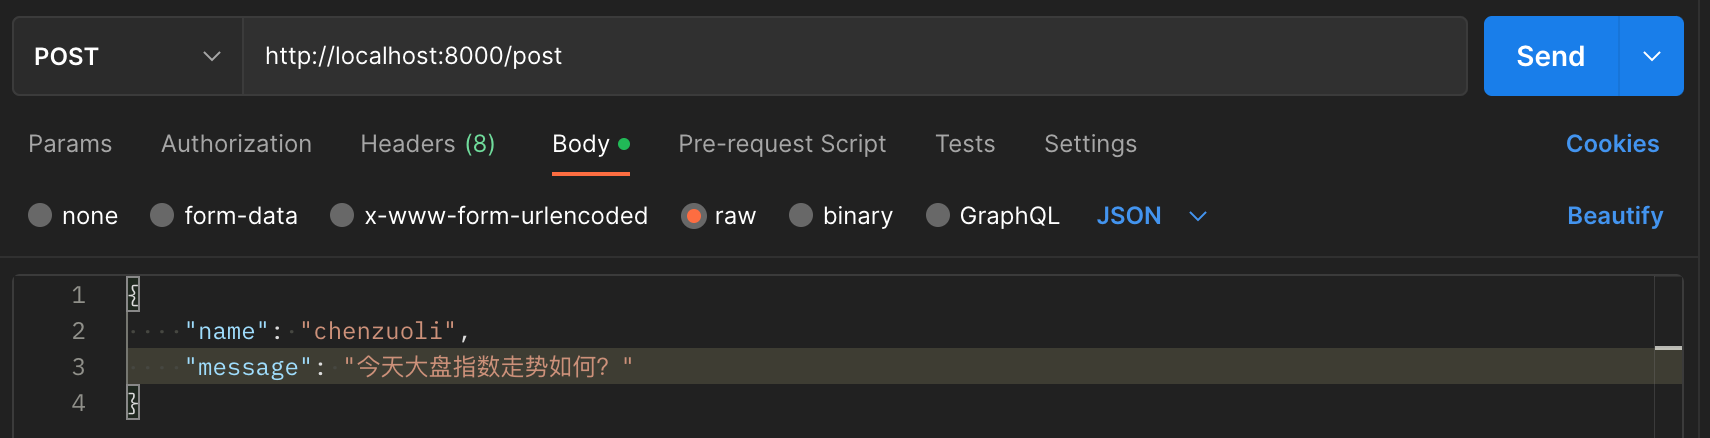 POST http://localhost:8000/post Send
Params Authorization Headers (8) Body Pre-request Script Tests Settings Cookies
none form-data x-www-form-urlencoded raw binary GraphQL JSON Beautify
1 {
2 "name": "chenzuoli",
3 "message": "今天大盘指数走势如何？"
4 }